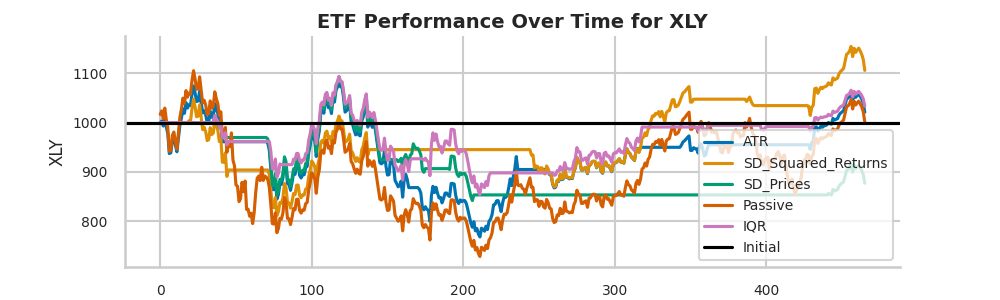 ETF Performance Over Time for XLY
XLY
1100
1000
900
800
0
100
200
300
400
ATR
SD_Squared_Returns
SD_Prices
Passive
IQR
Initial